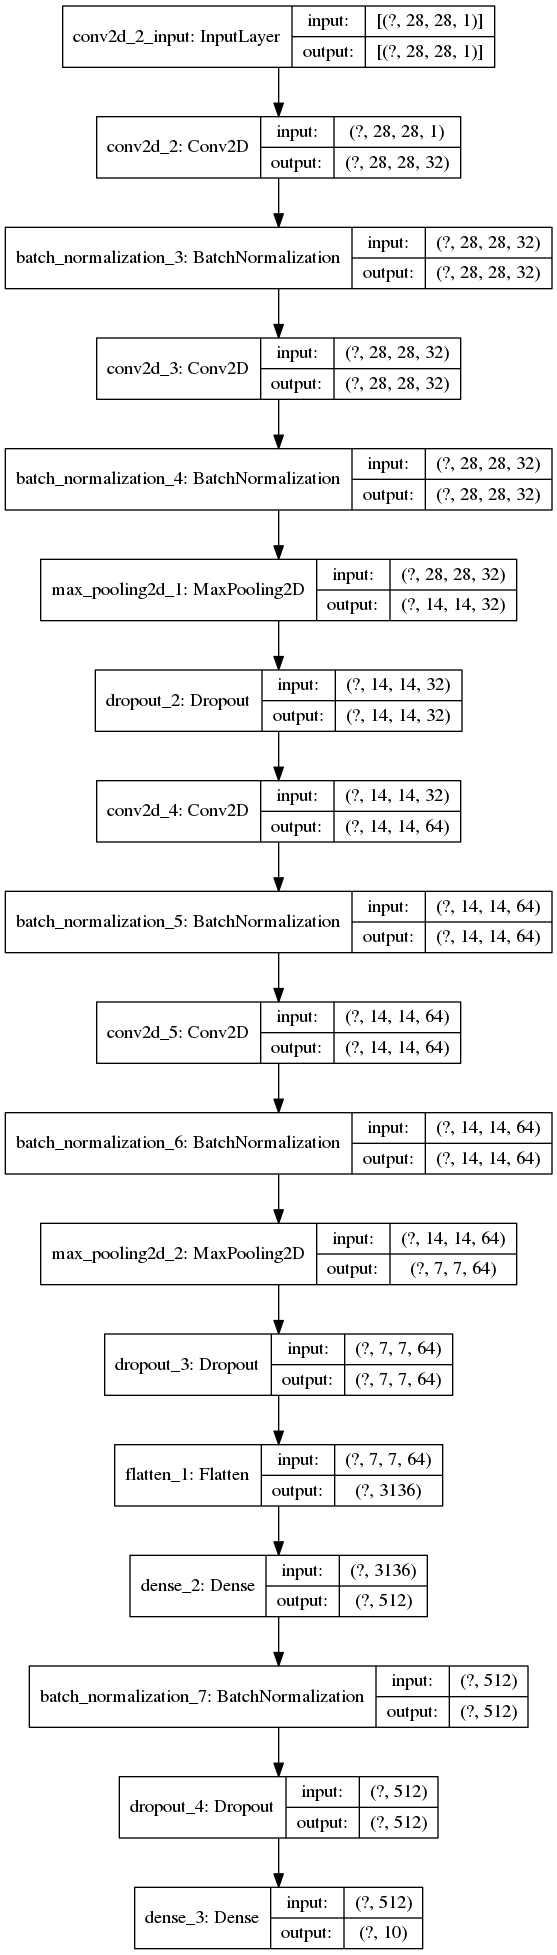 conv2d_2_input: InputLayer
input: [(?, 28, 28, 1)]
output: [(?, 28, 28, 1)]
conv2d_2: Conv2D
input: (?, 28, 28, 1)
output: (?, 28, 28, 32)
batch_normalization_3: BatchNormalization
input: (?, 28, 28, 32)
output: (?, 28, 28, 32)
conv2d_3: Conv2D
input: (?, 28, 28, 32)
output: (?, 28, 28, 32)
batch_normalization_4: BatchNormalization
input: (?, 28, 28, 32)
output: (?, 28, 28, 32)
max_pooling2d_1: MaxPooling2D
input: (?, 28, 28, 32)
output: (?, 14, 14, 32)
dropout_2: Dropout
input: (?, 14, 14, 32)
output: (?, 14, 14, 32)
conv2d_4: Conv2D
input: (?, 14, 14, 32)
output: (?, 14, 14, 64)
batch_normalization_5: BatchNormalization
input: (?, 14, 14, 64)
output: (?, 14, 14, 64)
conv2d_5: Conv2D
input: (?, 14, 14, 64)
output: (?, 14, 14, 64)
batch_normalization_6: BatchNormalization
input: (?, 14, 14, 64)
output: (?, 14, 14, 64)
max_pooling2d_2: MaxPooling2D
input: (?, 14, 14, 64)
output: (?, 7, 7, 64)
dropout_3: Dropout
input: (?, 7, 7, 64)
output: (?, 7, 7, 64)
flatten_1: Flatten
input: (?, 7, 7, 64)
output: (?, 3136)
dense_2: Dense
input: (?, 3136)
output: (?, 512)
batch_normalization_7: BatchNormalization
input: (?, 512)
output: (?, 512)
dropout_4: Dropout
input: (?, 512)
output: (?, 512)
dense_3: Dense
input: (?, 512)
output: (?, 10)